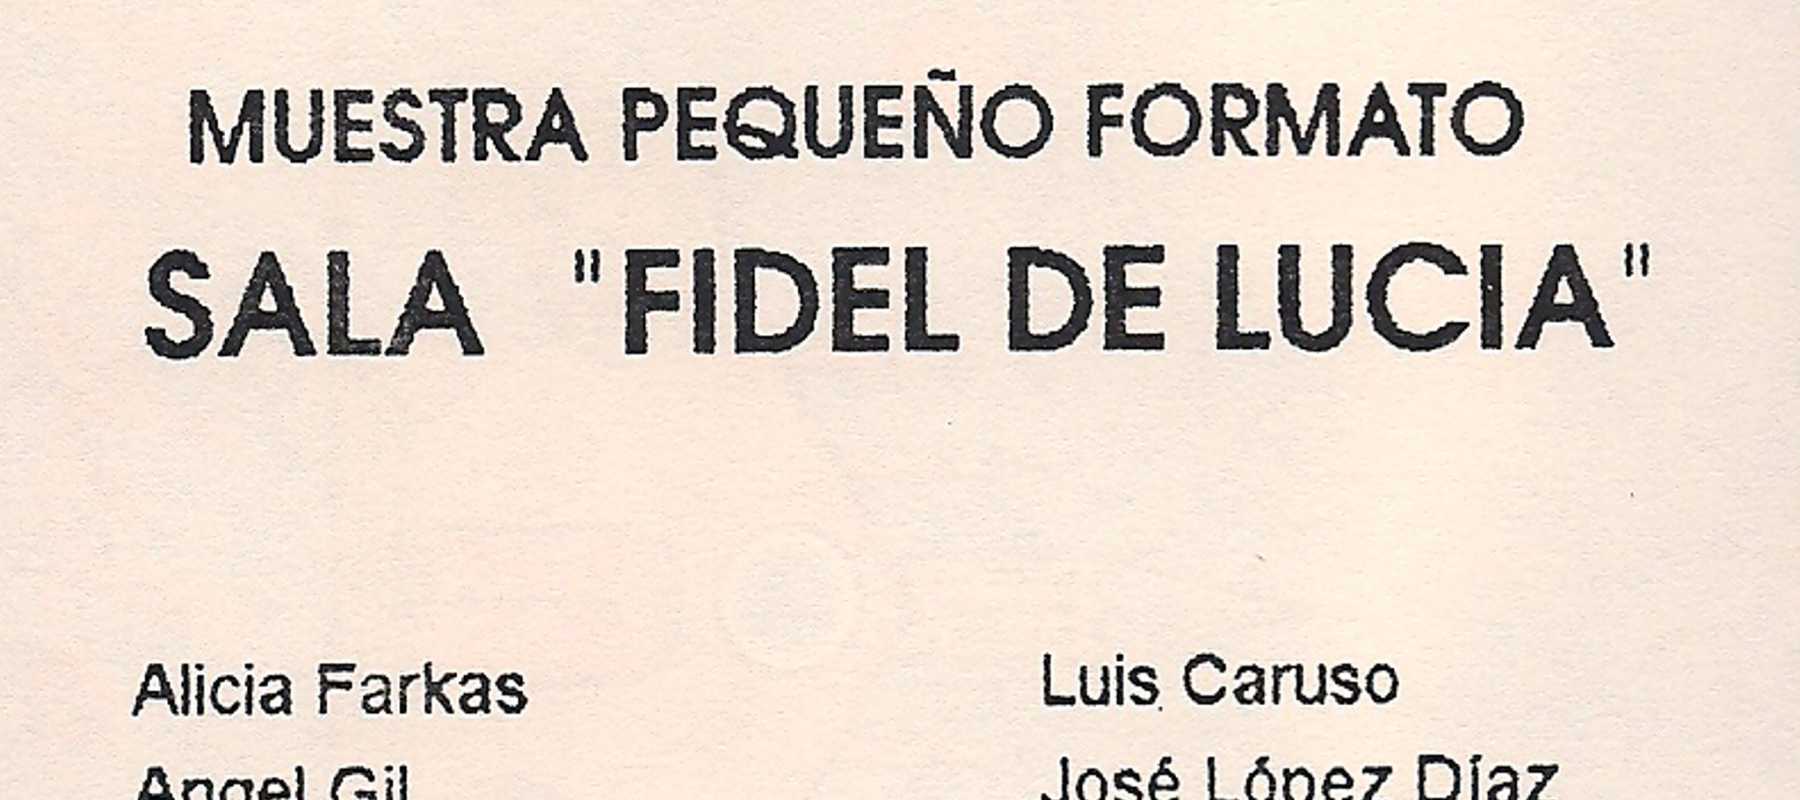 MUESTRA PEQUEÑO FORMATO
SALA "FIDEL DE LUCIA"
Alicia Farkas
Luis Caruso
Angel Gil
José López Díaz